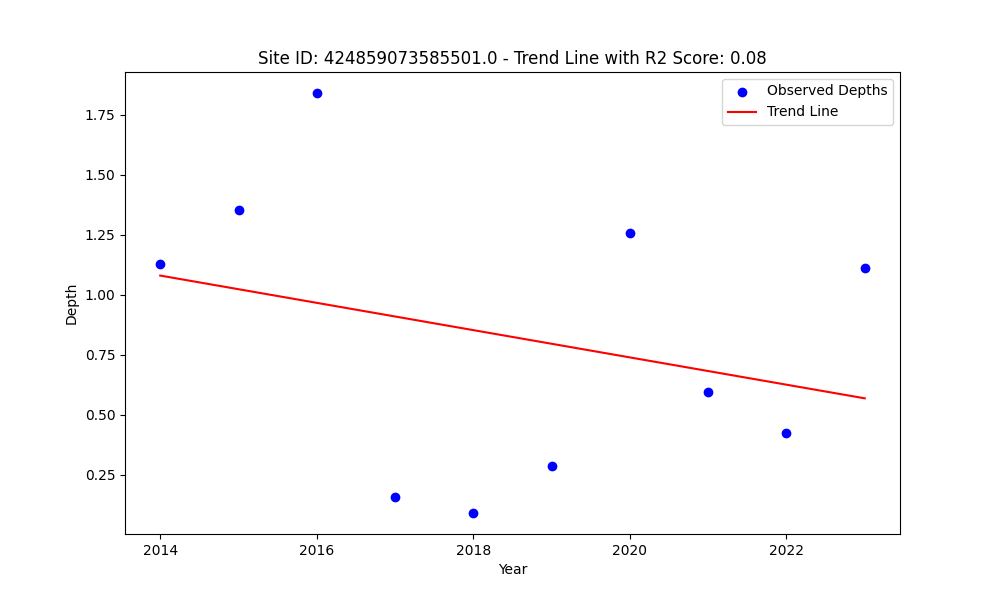 Site ID: 424859073585501.0 - Trend Line with R2 Score: 0.08
Observed Depths
Trend Line
1.75
1.50
1.25
1.00
0.75
0.50
0.25
Depth
2014
2016
2018
2020
2022
Year